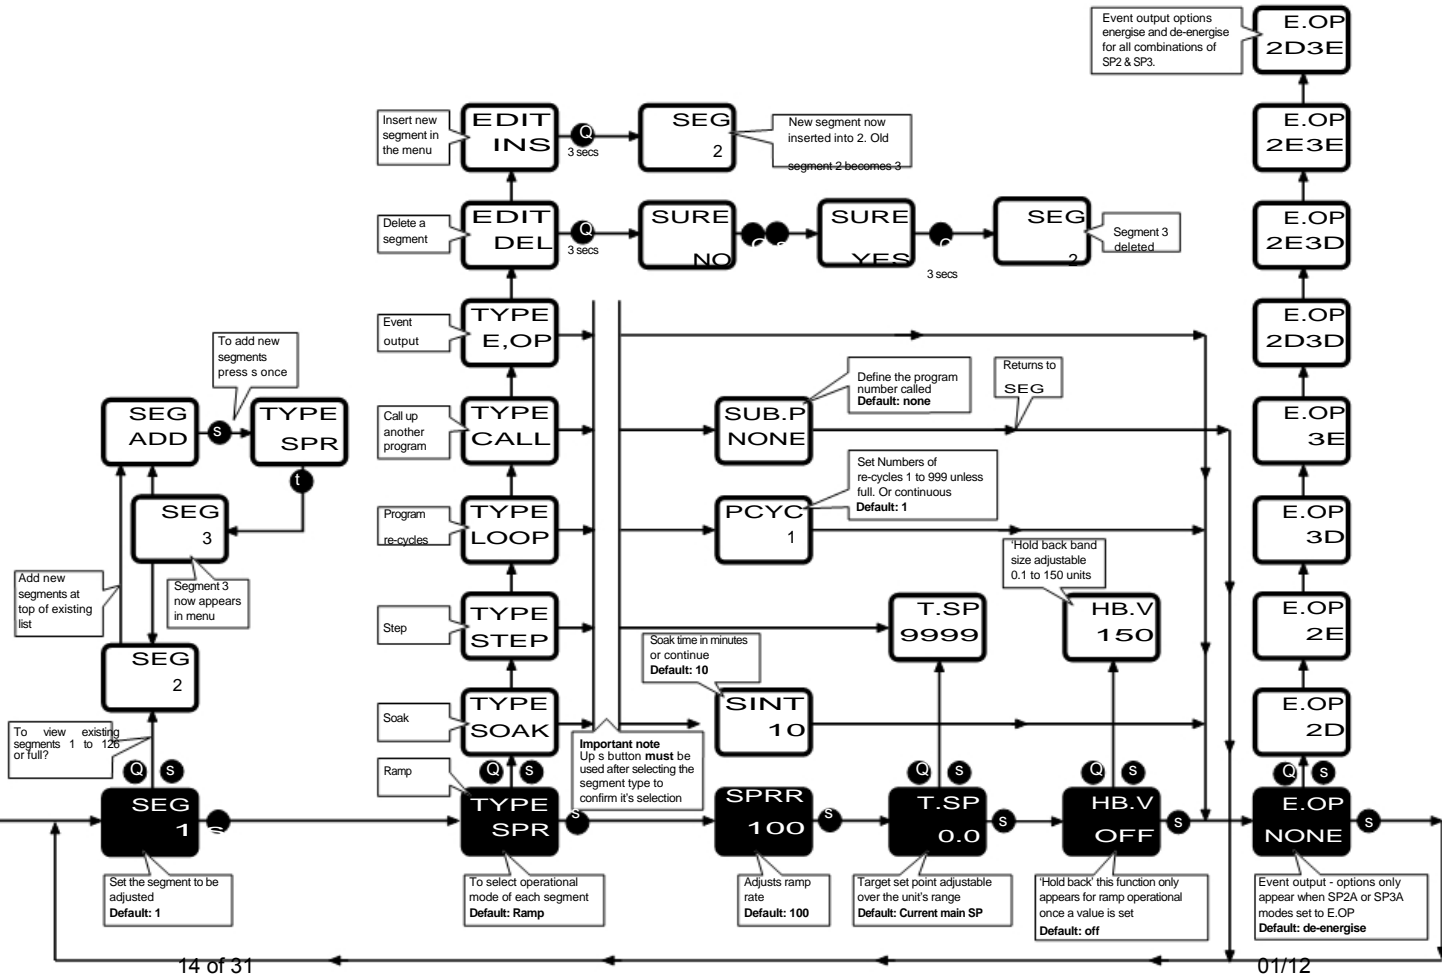 Event output options
energise and de-energise
for all combinations of
SP2 & SP3.
E.OP
2D3E
Insert new
segment in
the menu
EDIT
INS
Q
3 secs
SEG
2
New segment now
inserted into 2. Old
segment 2 becomes 3
E.OP
2E3E
Delete a
segment
EDIT
DEL
Q
3 secs
SURE
NO
SURE
YES
3 secs
SEG
2
Segment 3
deleted
E.OP
2E3D
Event
output
TYPE
E,OP
E.OP
2D3D
To add new
segments
press s once
SEG
ADD
s
TYPE
SPR
t
Call up
another
program
TYPE
CALL
SUB.P
NONE
Define the program
number called
Default: none
Returns to
SEG
E.OP
3E
SEG
3
Segment 3
now appears
in menu
Add new
segments at
top of existing
list
Program
re-cycles
TYPE
LOOP
PCYC
1
Set Numbers of
re-cycles 1 to 999 unless
full. Or continuous
Default: 1
E.OP
3D
'Hold back band
size adjustable
0.1 to 150 units
Step
TYPE
STEP
T.SP
9999
HB.V
150
E.OP
2E
SEG
2
To view existing
segments 1 to 126
or full?
Soak
TYPE
SOAK
Soak time in minutes
or continue
Default: 10
SINT
10
E.OP
2D
Important note
Up s button must be
used after selecting the
segment type to
confirm it's selection
Q s
Ramp
Q s
Q s
Q s
Q s
SEG
1
s
TYPE
SPR
s
SPRR
100
s
T.SP
0.0
s
HB.V
OFF
s
E.OP
NONE
s
Set the segment to be
adjusted
Default: 1
To select operational
mode of each segment
Default: Ramp
Adjusts ramp
rate
Default: 100
Target set point adjustable
over the unit's range
Default: Current main SP
'Hold back' this function only
appears for ramp operational
once a value is set
Default: off
Event output - options only
appear when SP2A or SP3A
modes set to E.OP
Default: de-energise
14 of 31
01/12